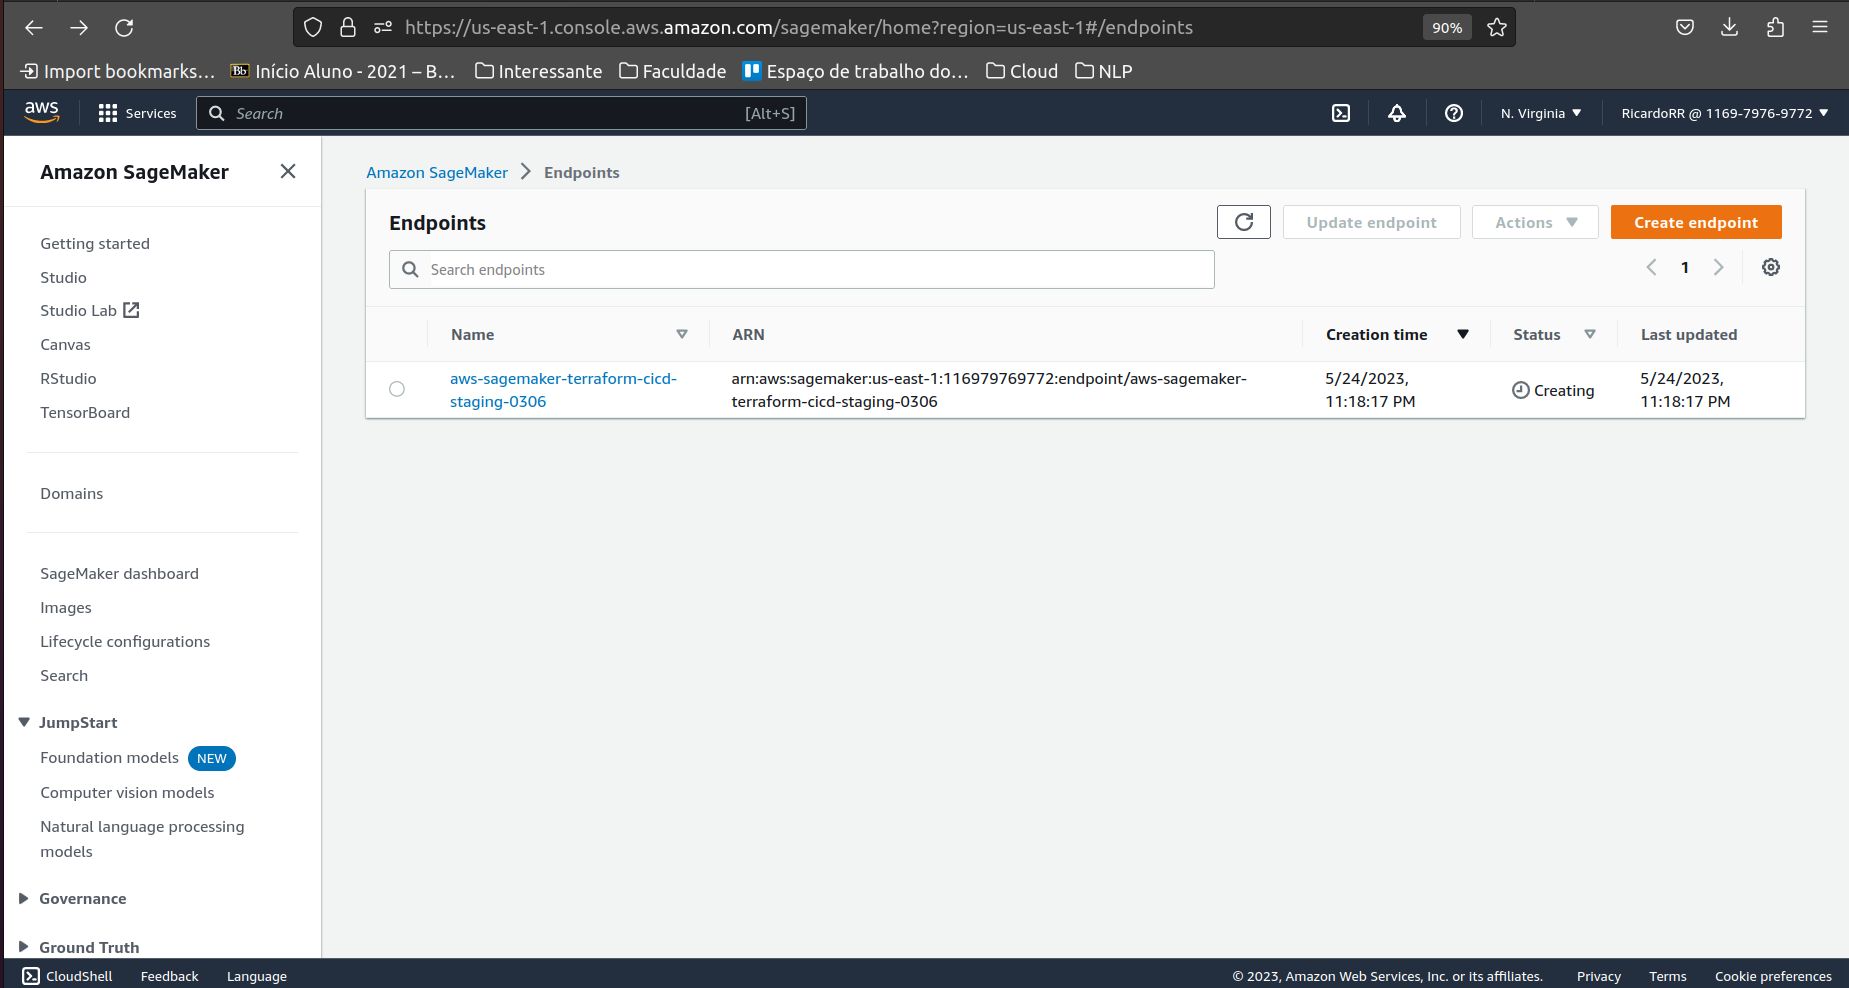 https://us-east-1.console.aws.amazon.com/sagemaker/home?region=us-east-1#/endpoints 90%
Import bookmarks... Bb Início Aluno - 2021 – B... Interessante Faculdade Espaço de trabalho do... Cloud NLP
aws Services Search [Alt+S] N. Virginia RicardoRR @ 1169-7976-9772
Amazon SageMaker
Getting started
Studio
Studio Lab
Canvas
RStudio
TensorBoard
Domains
SageMaker dashboard
Images
Lifecycle configurations
Search
JumpStart
Foundation models NEW
Computer vision models
Natural language processing
models
Governance
Ground Truth
Amazon SageMaker Endpoints
Endpoints Update endpoint Actions Create endpoint
Search endpoints 1
Name ARN Creation time Status Last updated
aws-sagemaker-terraform-cicd- arn:aws:sagemaker:us-east-1:116979769772:endpoint/aws-sagemaker- 5/24/2023, Creating 5/24/2023,
staging-0306 terraform-cicd-staging-0306 11:18:17 PM 11:18:17 PM
CloudShell Feedback Language © 2023, Amazon Web Services, Inc. or its affiliates. Privacy Terms Cookie preferences